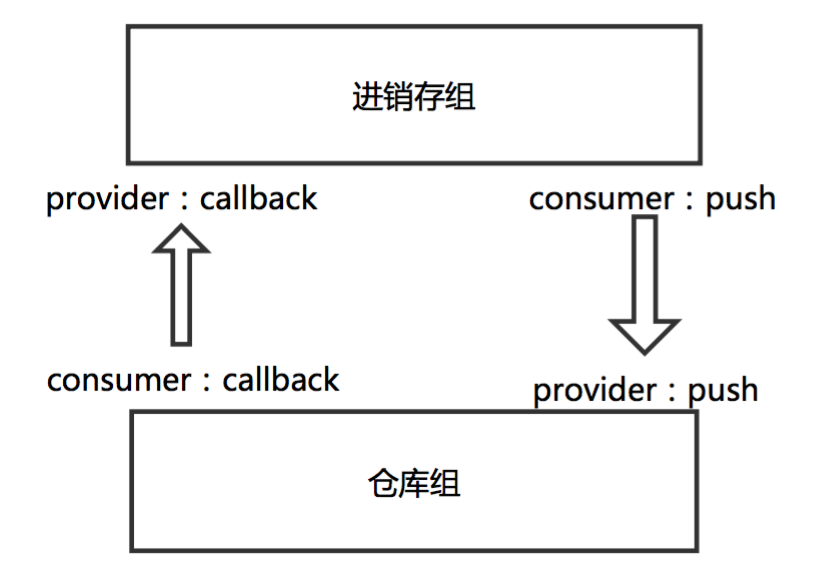 进销存组
provider：callback
consumer：push
consumer：callback
provider：push
仓库组